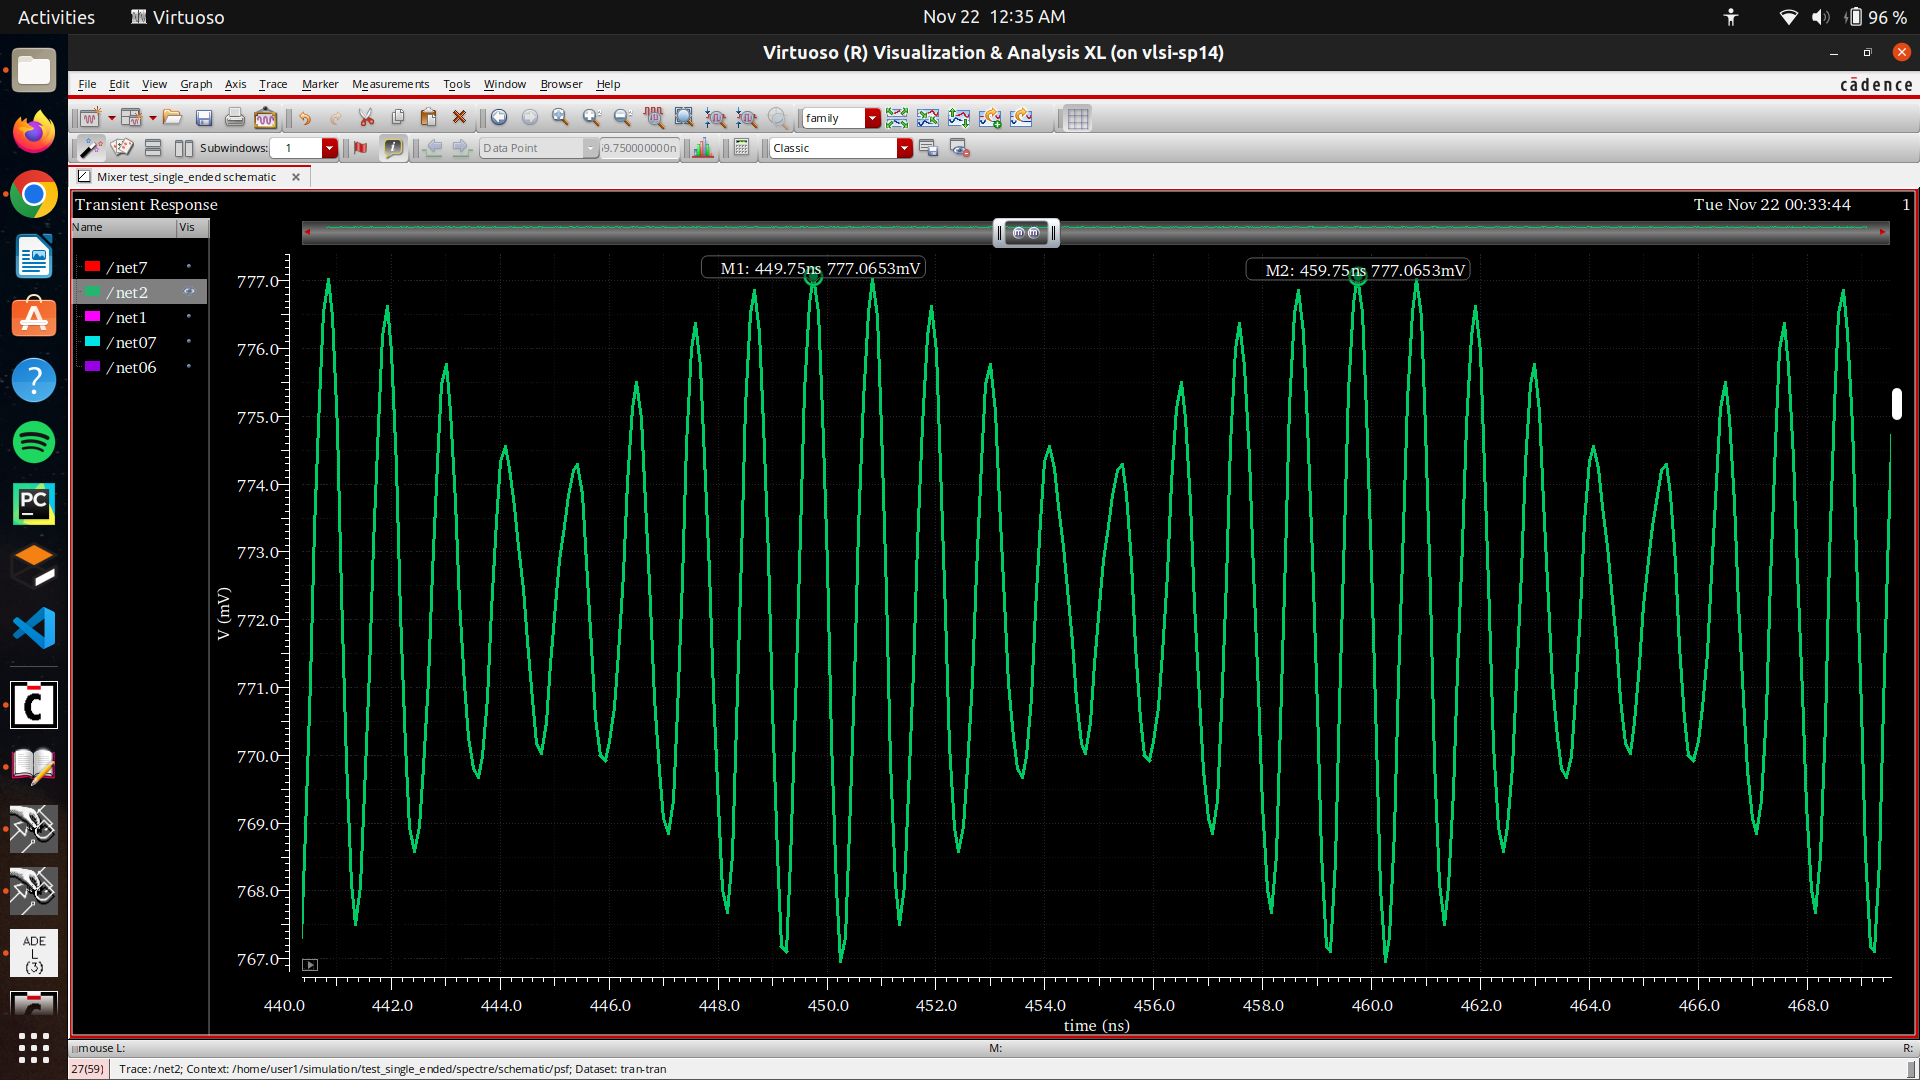 Activities Virtuoso Nov 22 12:35 AM 96 %
Virtuoso (R) Visualization & Analysis XL (on vlsi-sp14)
File Edit View Graph Axis Trace Marker Measurements Tools Window Browser Help cādence
family
Subwindows: 1 Data Point 59.750000000n Classic
Mixer test_single_ended schematic
Transient Response Tue Nov 22 00:33:44 1
Name Vis
/net7
/net2
/net1
/net07
/net06
M1: 449.75ns 777.0653mV M2: 459.75ns 777.0653mV
777.0
776.0
775.0
774.0
773.0
772.0
771.0
770.0
769.0
768.0
767.0
V (mV)
440.0 442.0 444.0 446.0 448.0 450.0 452.0 454.0 456.0 458.0 460.0 462.0 464.0 466.0 468.0
time (ns)
mouse L: M: R:
27(59) Trace: /net2; Context: /home/user1/simulation/test_single_ended/spectre/schematic/psf; Dataset: tran-tran
PC
C
ADE
L
(3)